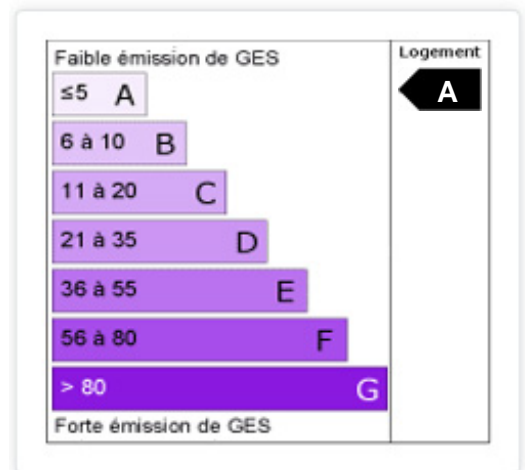 Faible émission de GES
Logement
≤5 A
A
6 à 10 B
11 à 20 C
21 à 35 D
36 à 55 E
56 à 80 F
> 80 G
Forte émission de GES